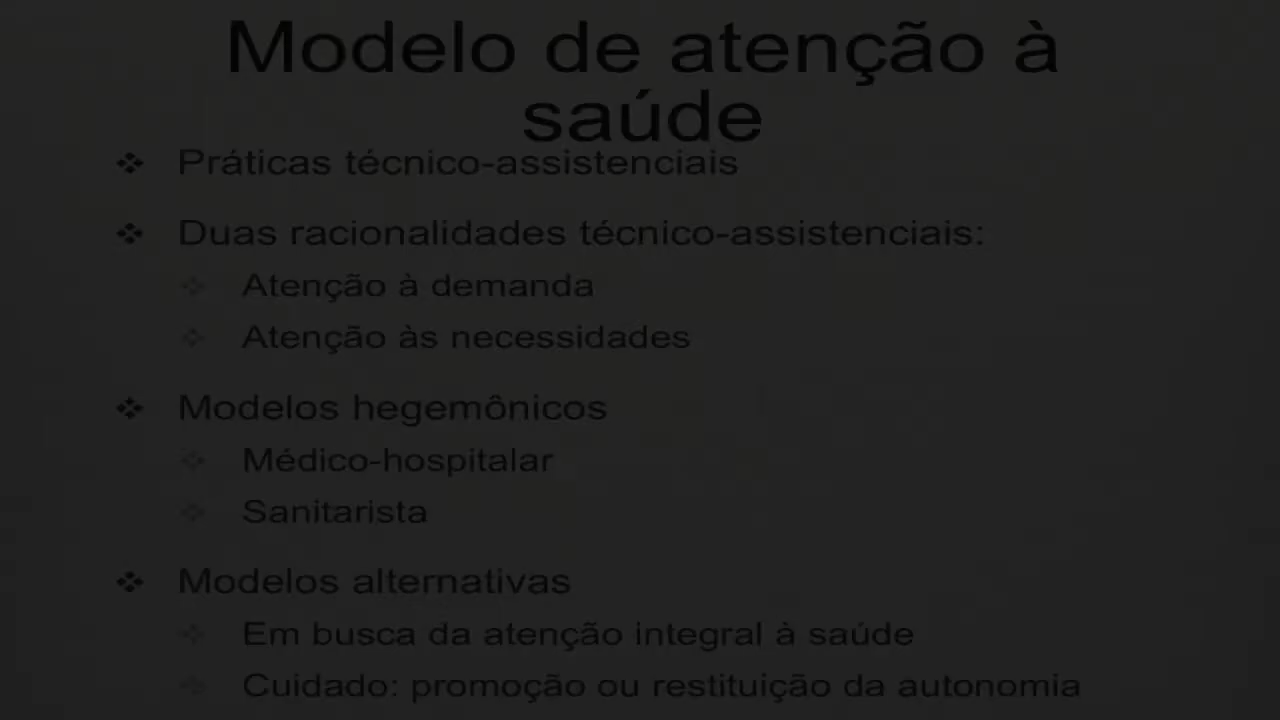 Modelo de atenção à
saúde
Práticas técnico-assistenciais
Duas racionalidades técnico-assistenciais:
Atenção à demanda
Atenção às necessidades
Modelos hegemônicos
Médico-hospitalar
Sanitarista
Modelos alternativas
Em busca da atenção integral à saúde
Cuidado: promoção ou restituição da autonomia